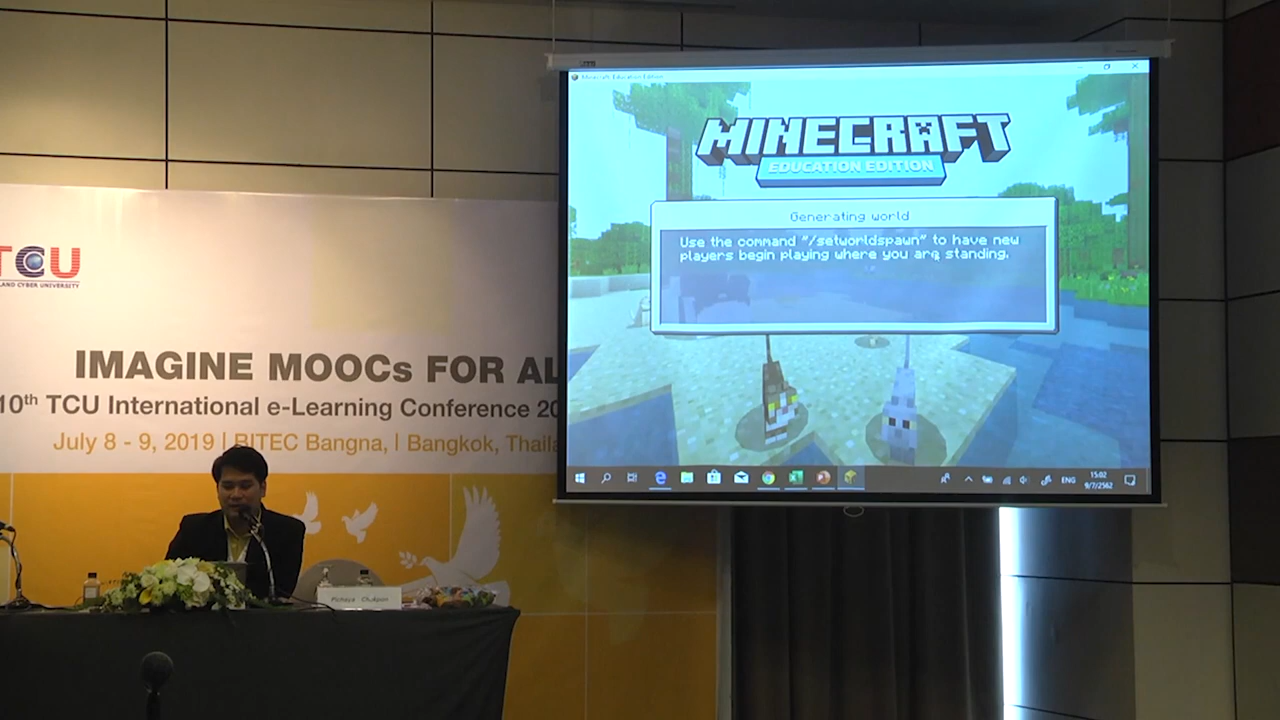 Minecraft: Education Edition
MINECRAFT
EDUCATION EDITION
Generating world
Use the command "/setworldspawn" to have new
players begin playing where you are standing.
ENG
15:02
9/7/2562
TCU
LAND CYBER UNIVERSITY
IMAGINE MOOCs FOR AL
10th TCU International e-Learning Conference 20
July 8 - 9, 2019 | BITEC Bangna, | Bangkok, Thaila